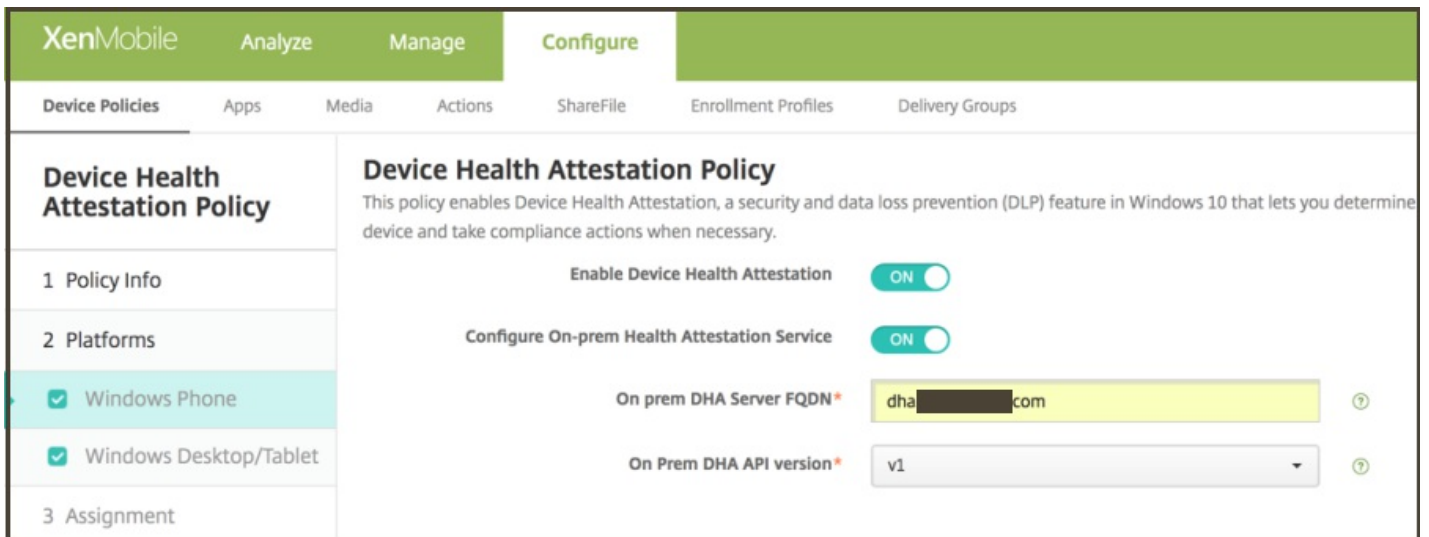 XenMobile Analyze Manage Configure
Device Policies Apps Media Actions ShareFile Enrollment Profiles Delivery Groups
Device Health
Attestation Policy
1 Policy Info
2 Platforms
Windows Phone
Windows Desktop/Tablet
3 Assignment
Device Health Attestation Policy
This policy enables Device Health Attestation, a security and data loss prevention (DLP) feature in Windows 10 that lets you determine
device and take compliance actions when necessary.
Enable Device Health Attestation ON
Configure On-prem Health Attestation Service ON
On prem DHA Server FQDN* dha com ?
On Prem DHA API version* v1 ?